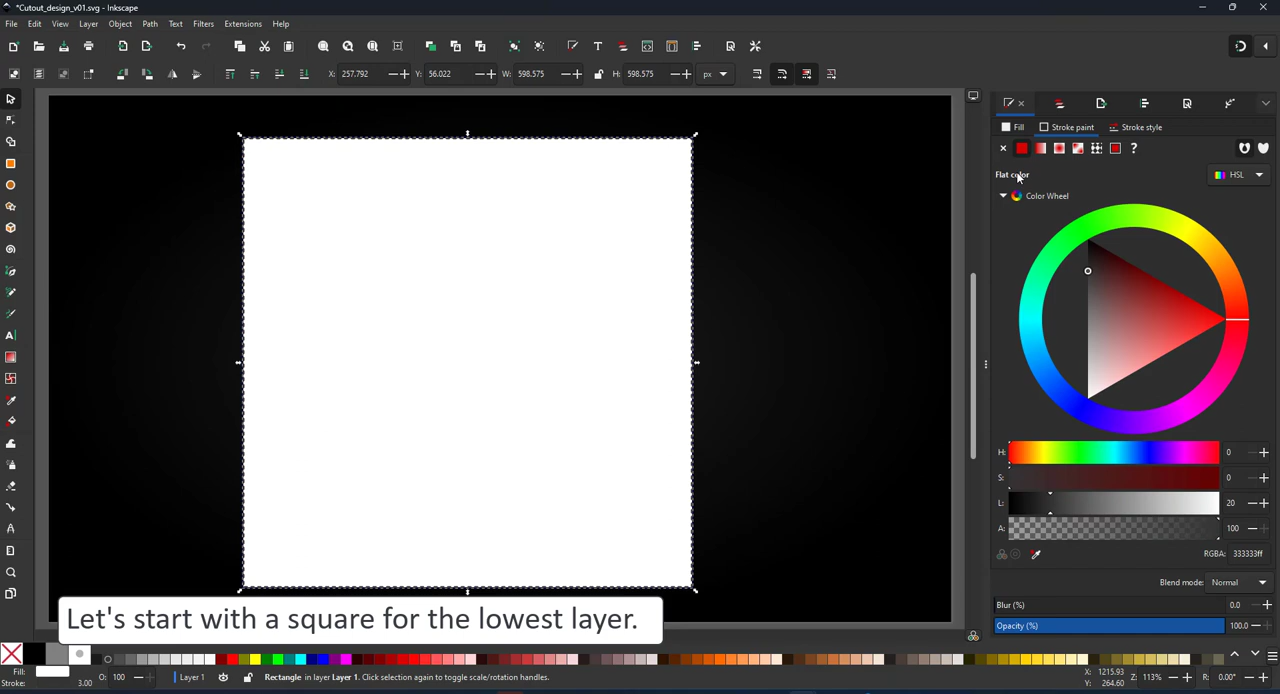 *Cutout_design_v01.svg - Inkscape
File Edit View Layer Object Path Text Filters Extensions Help
X: 257.792 Y: 56.022 W: 598.575 H: 598.575 px
Fill Stroke paint Stroke style
Flat color HSL
Color Wheel
H: 0
S: 0
L: 20
A: 100
RGBA: 333333ff
Blend mode: Normal
Blur (%) 0.0
Opacity (%) 100.0
Let's start with a square for the lowest layer.
Fill:
Stroke: 3.00 O: 100 Layer 1 Rectangle in layer Layer 1. Click selection again to toggle scale/rotation handles. X: 1215.93 Y: 264.60 Z: 113% R: 0.00°